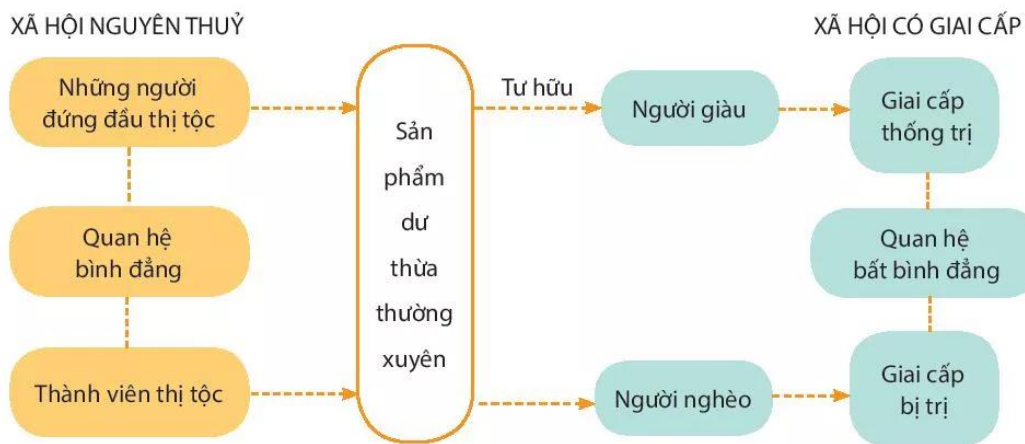 XÃ HỘI NGUYÊN THUỶ
Những người
đứng đầu thị tộc
Quan hệ
bình đẳng
Thành viên thị tộc
Sản
phẩm
dư
thừa
thường
xuyên
Tư hữu
Người giàu
Người nghèo
XÃ HỘI CÓ GIAI CẤP
Giai cấp
thống trị
Quan hệ
bất bình đẳng
Giai cấp
bị trị